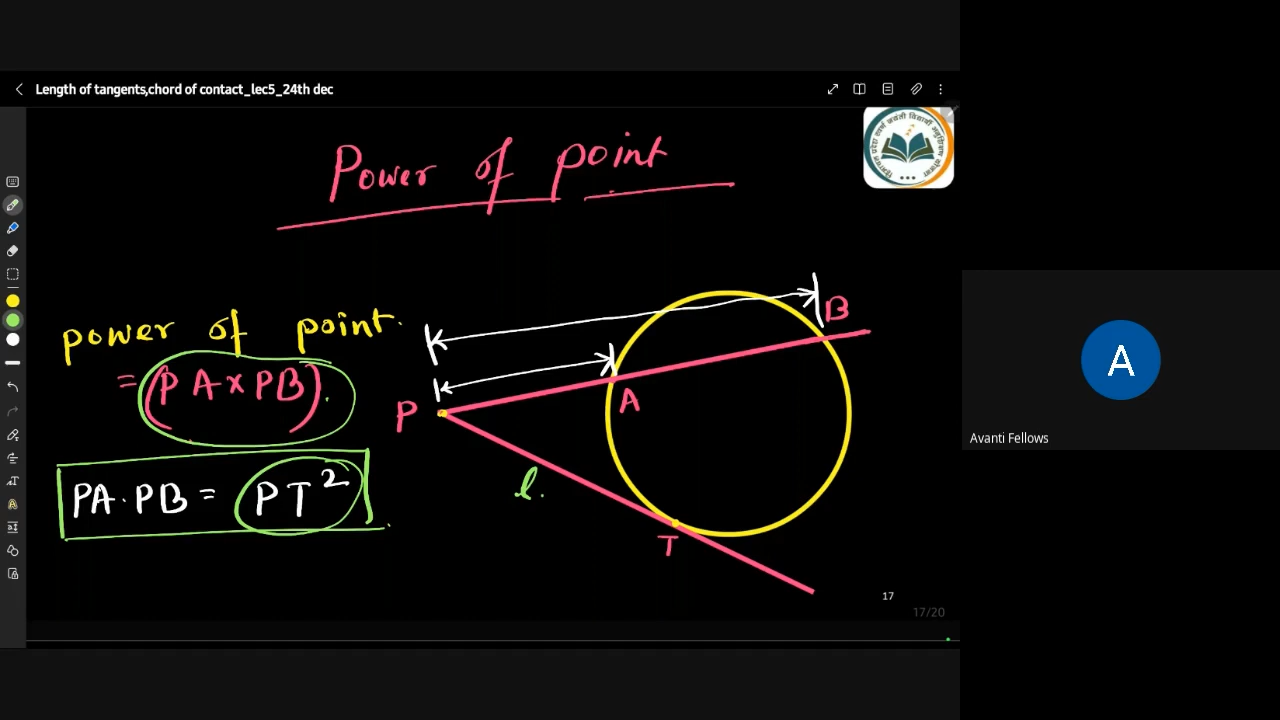 Length of tangents,chord of contact_lec5_24th dec
Power of point
power of point.
= (PA x PB).
PA.PB = PT²
P
A
B
l.
T
17
17/20
A
Avanti Fellows